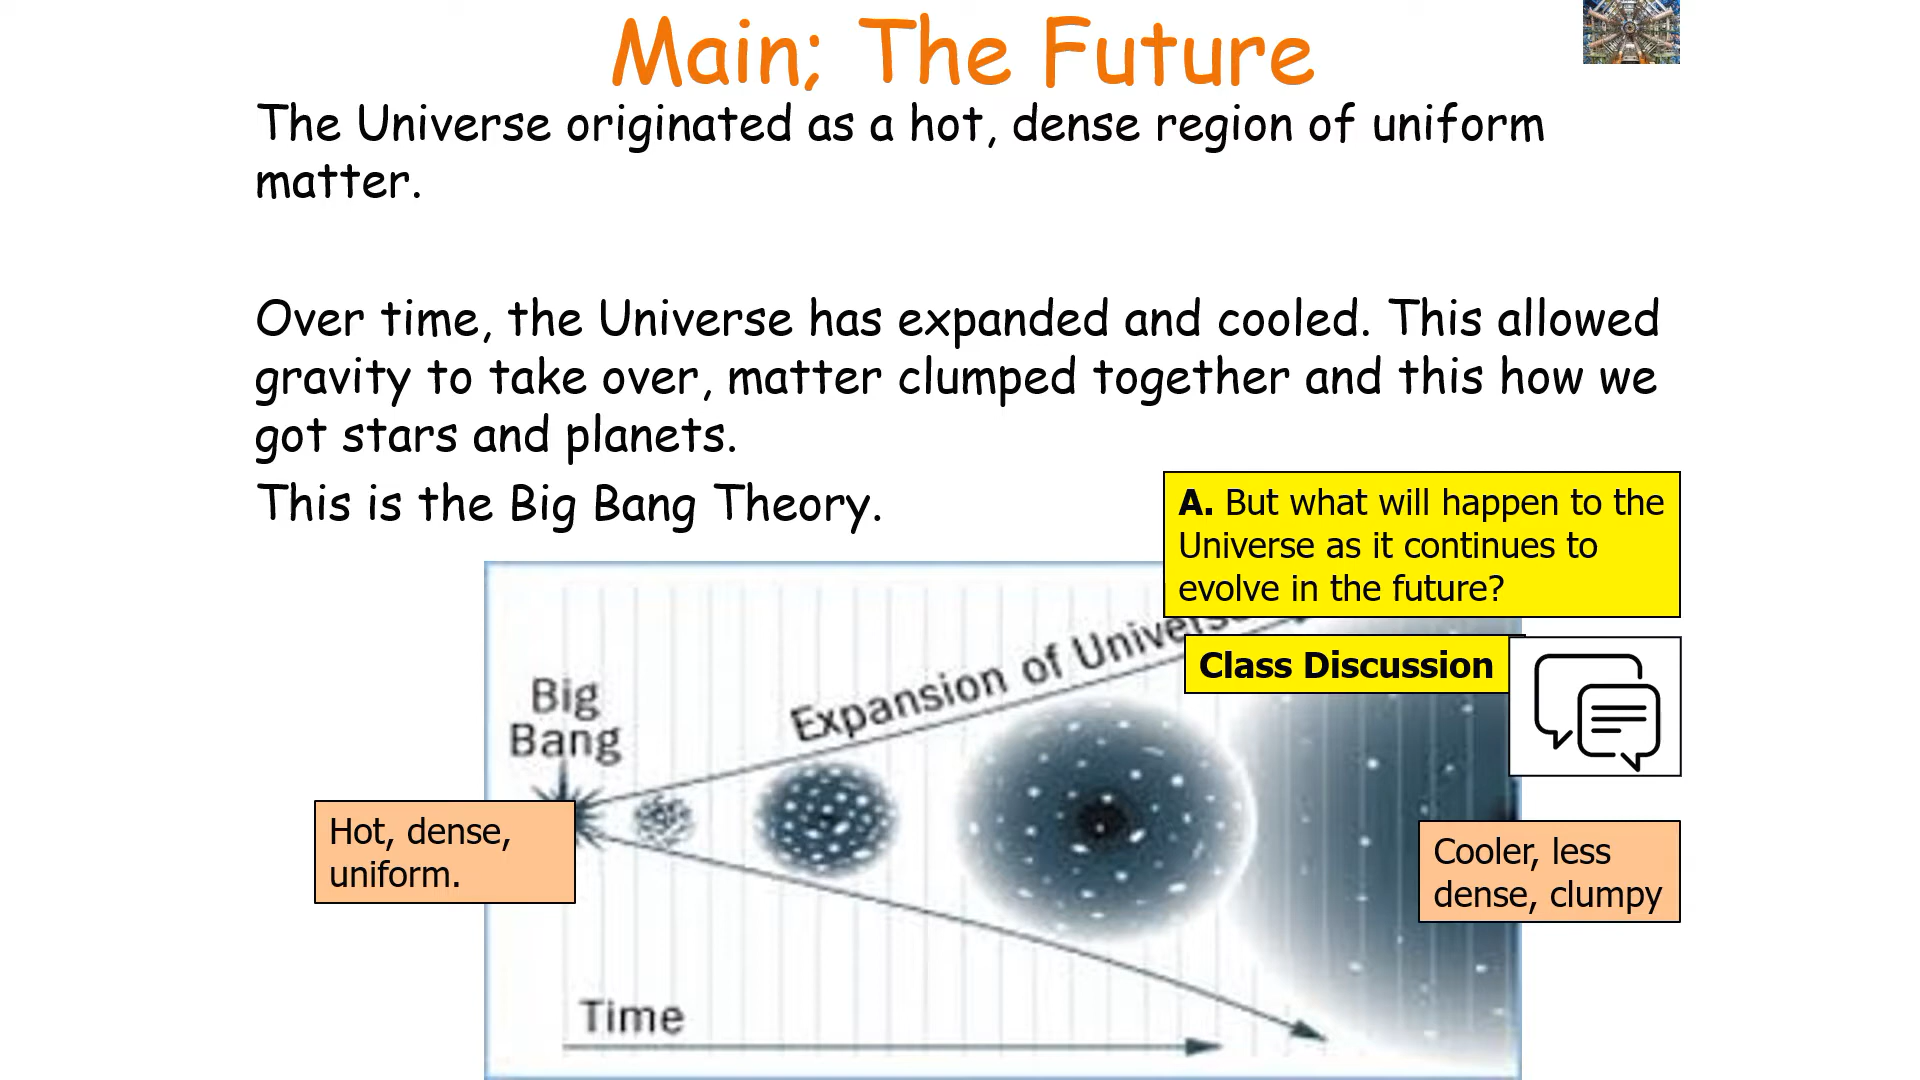 Main; The Future
The Universe originated as a hot, dense region of uniform
matter.
Over time, the Universe has expanded and cooled. This allowed
gravity to take over, matter clumped together and this how we
got stars and planets.
This is the Big Bang Theory.
A. But what will happen to the
Universe as it continues to
evolve in the future?
Class Discussion
Expansion of Universe
Big
Bang
Hot, dense,
uniform.
Cooler, less
dense, clumpy
Time